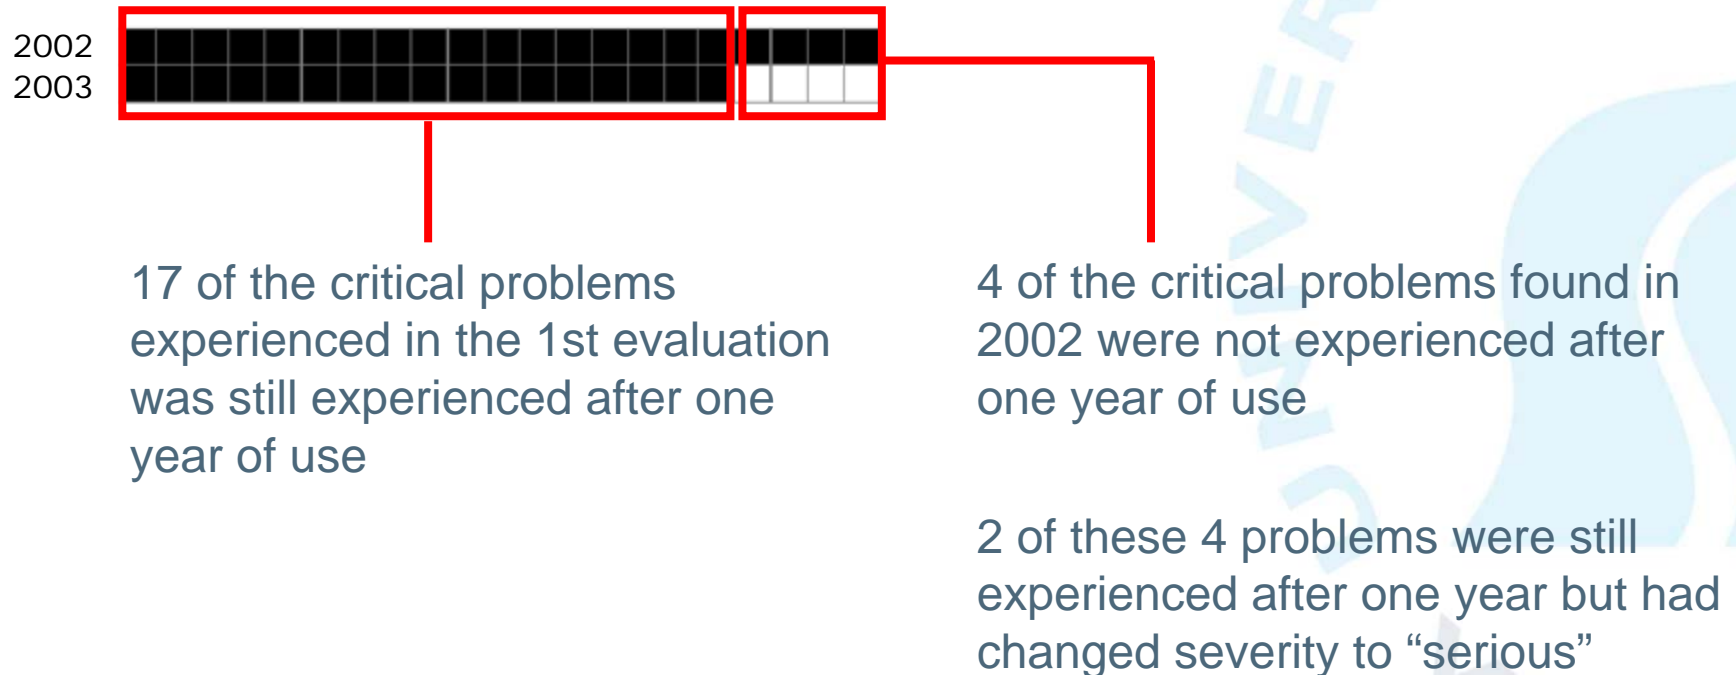 2002
2003
17 of the critical problems
experienced in the 1st evaluation
was still experienced after one
year of use
4 of the critical problems found in
2002 were not experienced after
one year of use
2 of these 4 problems were still
experienced after one year but had
changed severity to “serious”
UNIVER